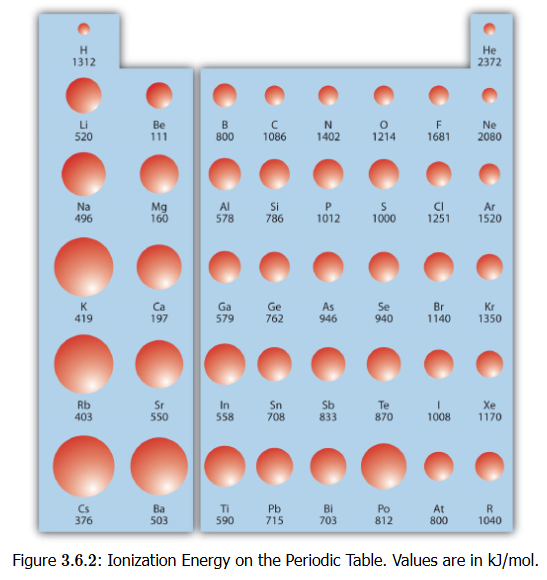 H He
1312 2372
Li Be B C N O F Ne
520 111 800 1086 1402 1214 1681 2080
Na Mg Al Si P S Cl Ar
496 160 578 786 1012 1000 1251 1520
K Ca Ga Ge As Se Br Kr
419 197 579 762 946 940 1140 1350
Rb Sr In Sn Sb Te I Xe
403 550 558 708 833 870 1008 1170
Cs Ba Ti Pb Bi Po At R
376 503 590 715 703 812 800 1040
Figure 3.6.2: Ionization Energy on the Periodic Table. Values are in kJ/mol.